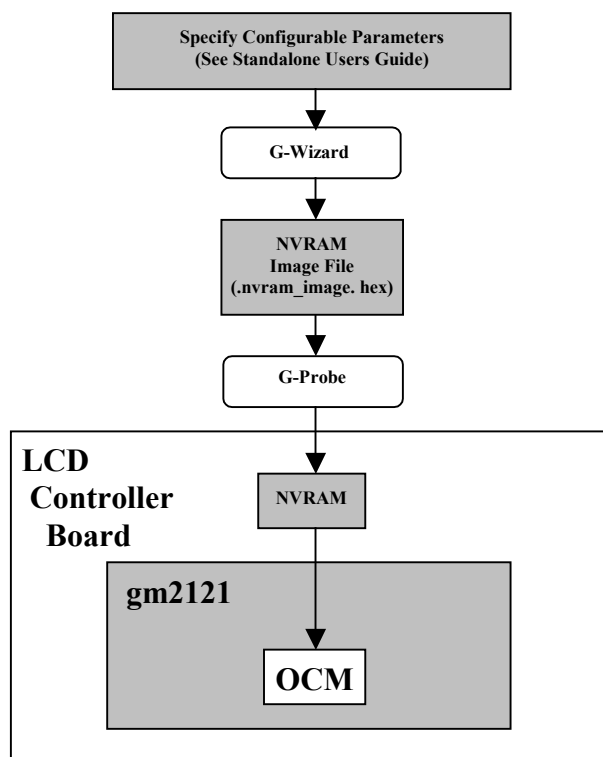 Specify Configurable Parameters
(See Standalone Users Guide)
G-Wizard
NVRAM
Image File
(.nvram_image. hex)
G-Probe
LCD
Controller
Board
NVRAM
gm2121
OCM